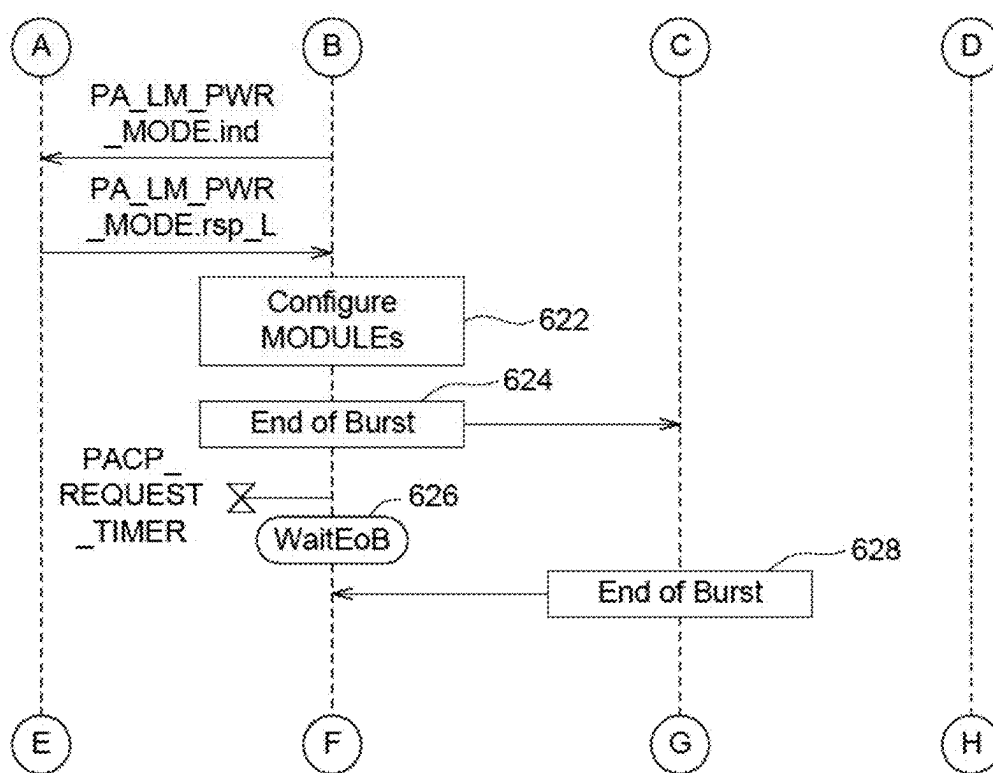 A
B
C
D
PA_LM_PWR
_MODE.ind
PA_LM_PWR
_MODE.rsp_L
Configure
MODULEs
622
624
End of Burst
PACP_
REQUEST
_TIMER
626
WaitEoB
628
End of Burst
E
F
G
H